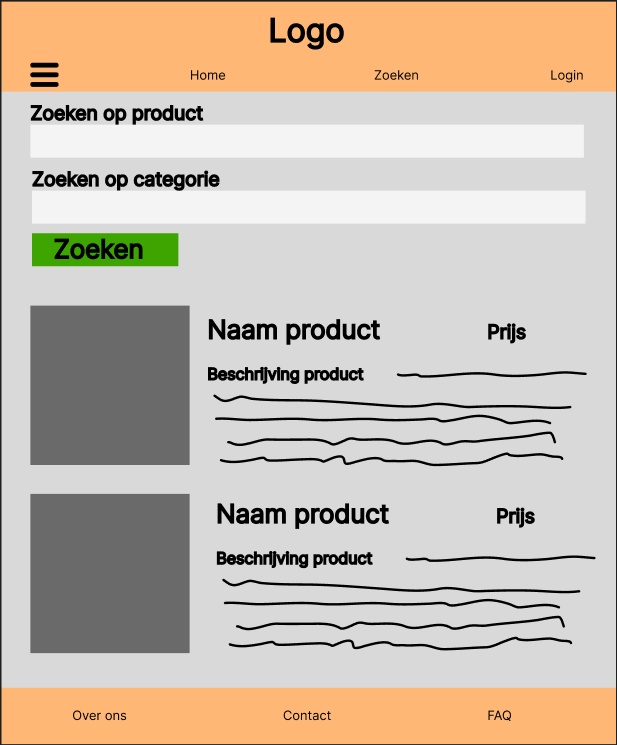 Logo
Home Zoeken Login
Zoeken op product
Zoeken op categorie
Zoeken
Naam product Prijs
Beschrijving product
Naam product Prijs
Beschrijving product
Over ons Contact FAQ